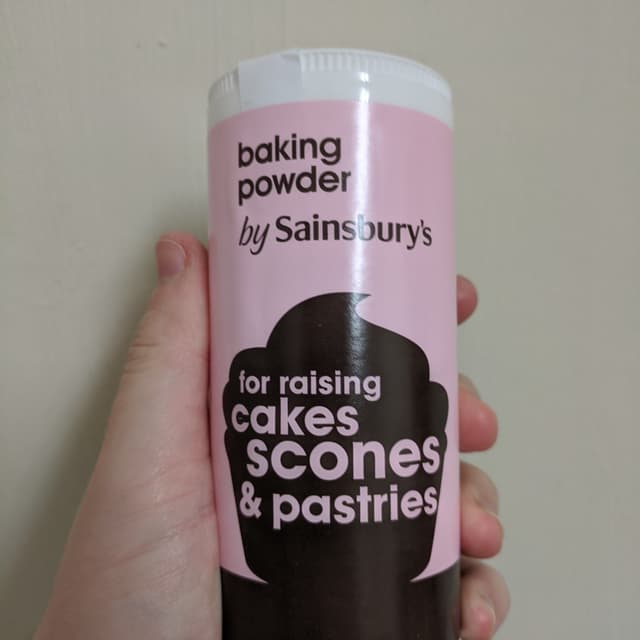 baking
powder
by Sainsbury's
for raising
cakes
scones
& pastries